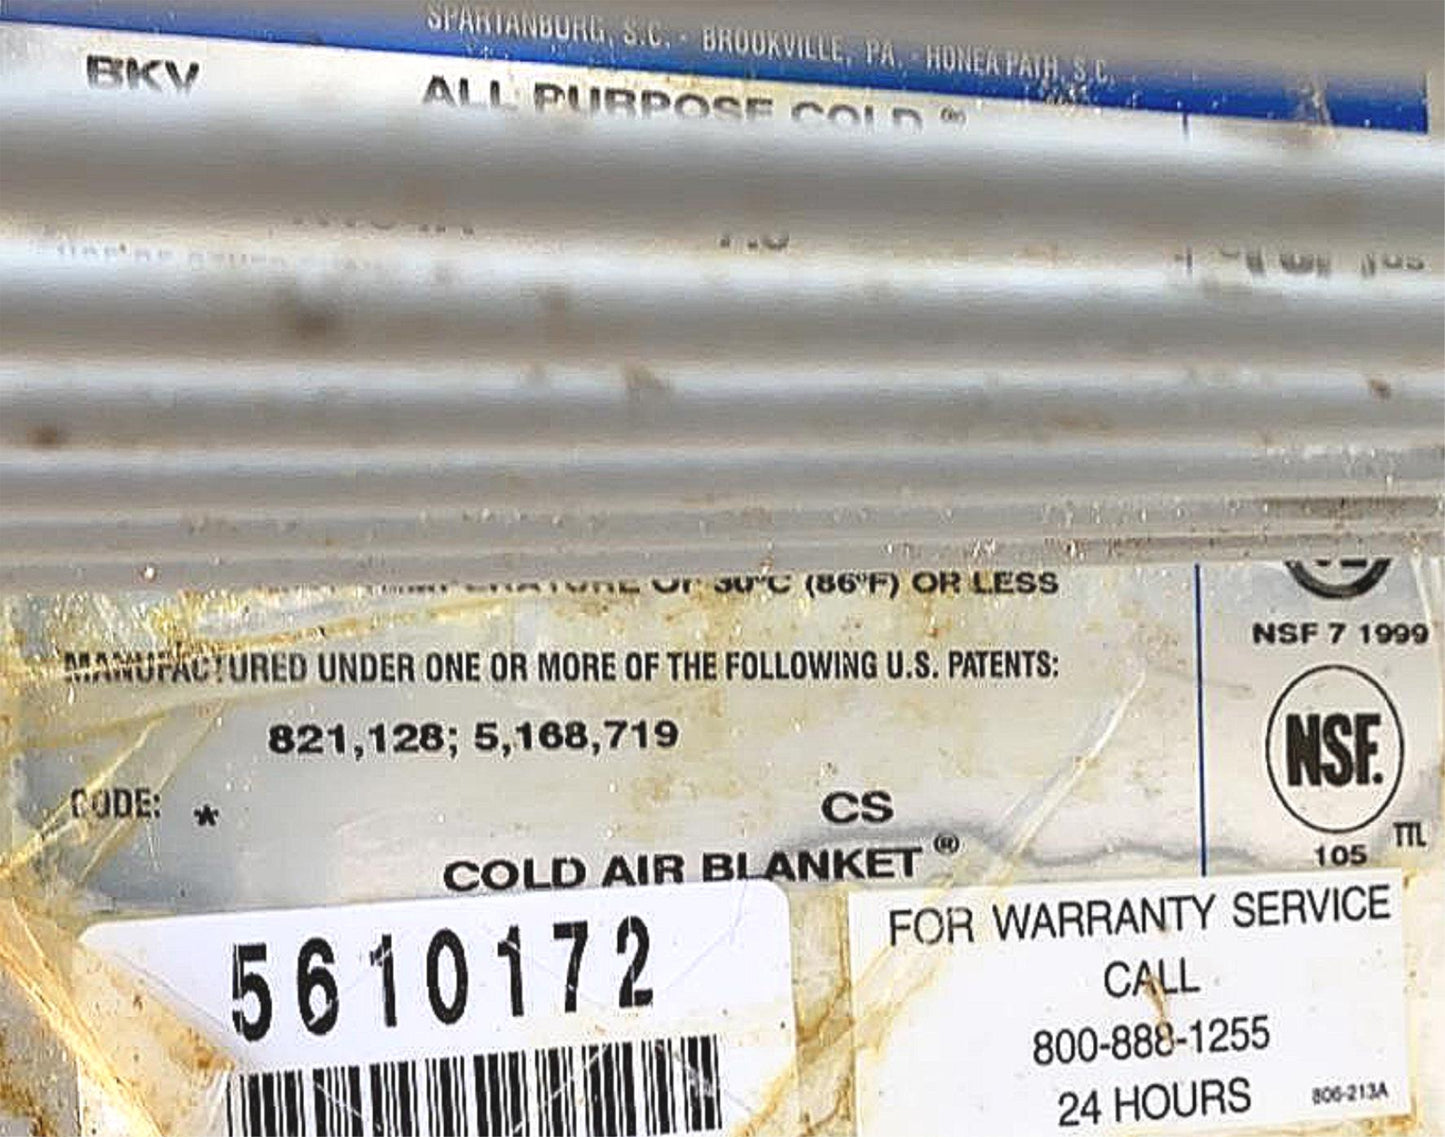 SPARTANBURG, S.C. - BROOKVILLE, PA. - HONEA PATH, S.C.
BKV
ALL PURPOSE COLD ®
OF 30°C (86°F) OR LESS
MANUFACTURED UNDER ONE OR MORE OF THE FOLLOWING U.S. PATENTS:
821,128; 5,168,719
CODE: *
CS
COLD AIR BLANKET ®
NSF 7 1999
NSF.
TTL
105
5610172
FOR WARRANTY SERVICE
CALL
800-888-1255
24 HOURS
806-213A